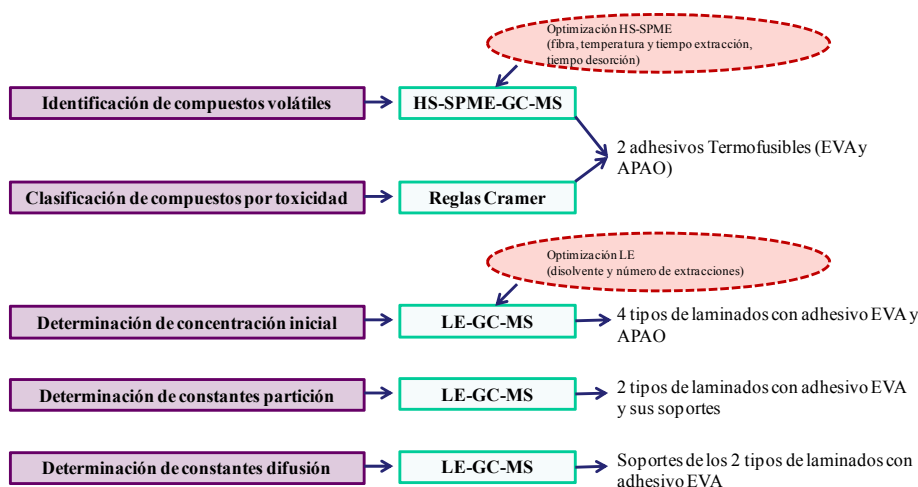 Optimización HS-SPME
(fibra, temperatura y tiempo extracción,
tiempo desorción)
Identificación de compuestos volátiles
HS-SPME-GC-MS
2 adhesivos Termofusibles (EVA y
APAO)
Clasificación de compuestos por toxicidad
Reglas Cramer
Optimización LE
(disolvente y número de extracciones)
Determinación de concentración inicial
LE-GC-MS
4 tipos de laminados con adhesivo EVA y
APAO
Determinación de constantes partición
LE-GC-MS
2 tipos de laminados con adhesivo EVA
y sus soportes
Determinación de constantes difusión
LE-GC-MS
Soportes de los 2 tipos de laminados con
adhesivo EVA